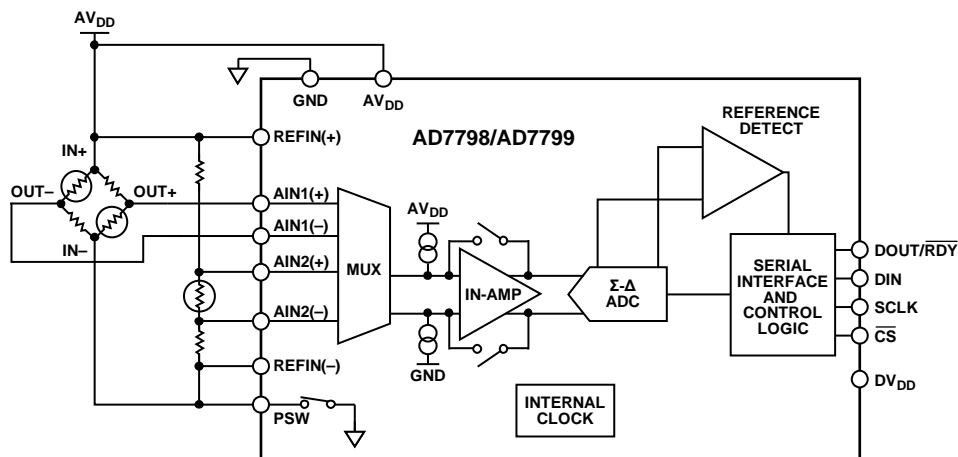 AVDD
GND
AVDD
REFERENCE
DETECT
REFIN(+)
AD7798/AD7799
IN+
OUT–
OUT+
AIN1(+)
AVDD
AIN1(–)
IN–
AIN2(+)
MUX
IN-AMP
Σ-Δ
ADC
SERIAL
INTERFACE
AND
CONTROL
LOGIC
DOUT/RDY
DIN
SCLK
CS
AIN2(–)
GND
REFIN(–)
DVDD
PSW
INTERNAL
CLOCK